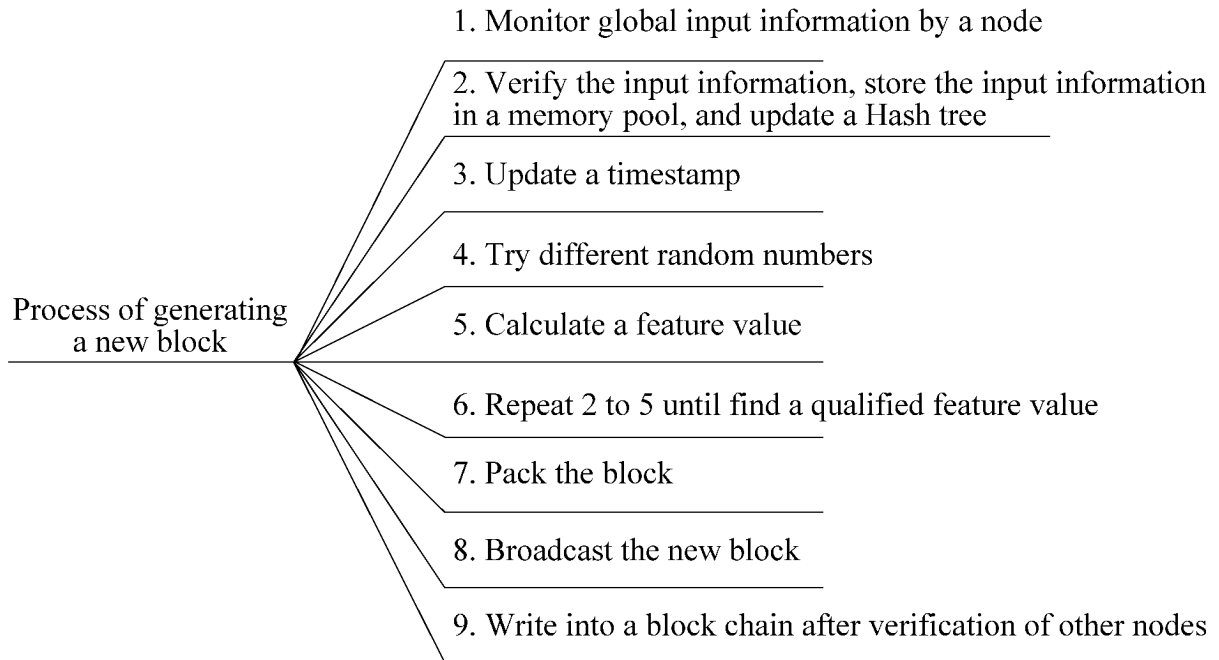 1. Monitor global input information by a node
2. Verify the input information, store the input information
in a memory pool, and update a Hash tree
3. Update a timestamp
4. Try different random numbers
Process of generating
a new block
5. Calculate a feature value
6. Repeat 2 to 5 until find a qualified feature value
7. Pack the block
8. Broadcast the new block
9. Write into a block chain after verification of other nodes